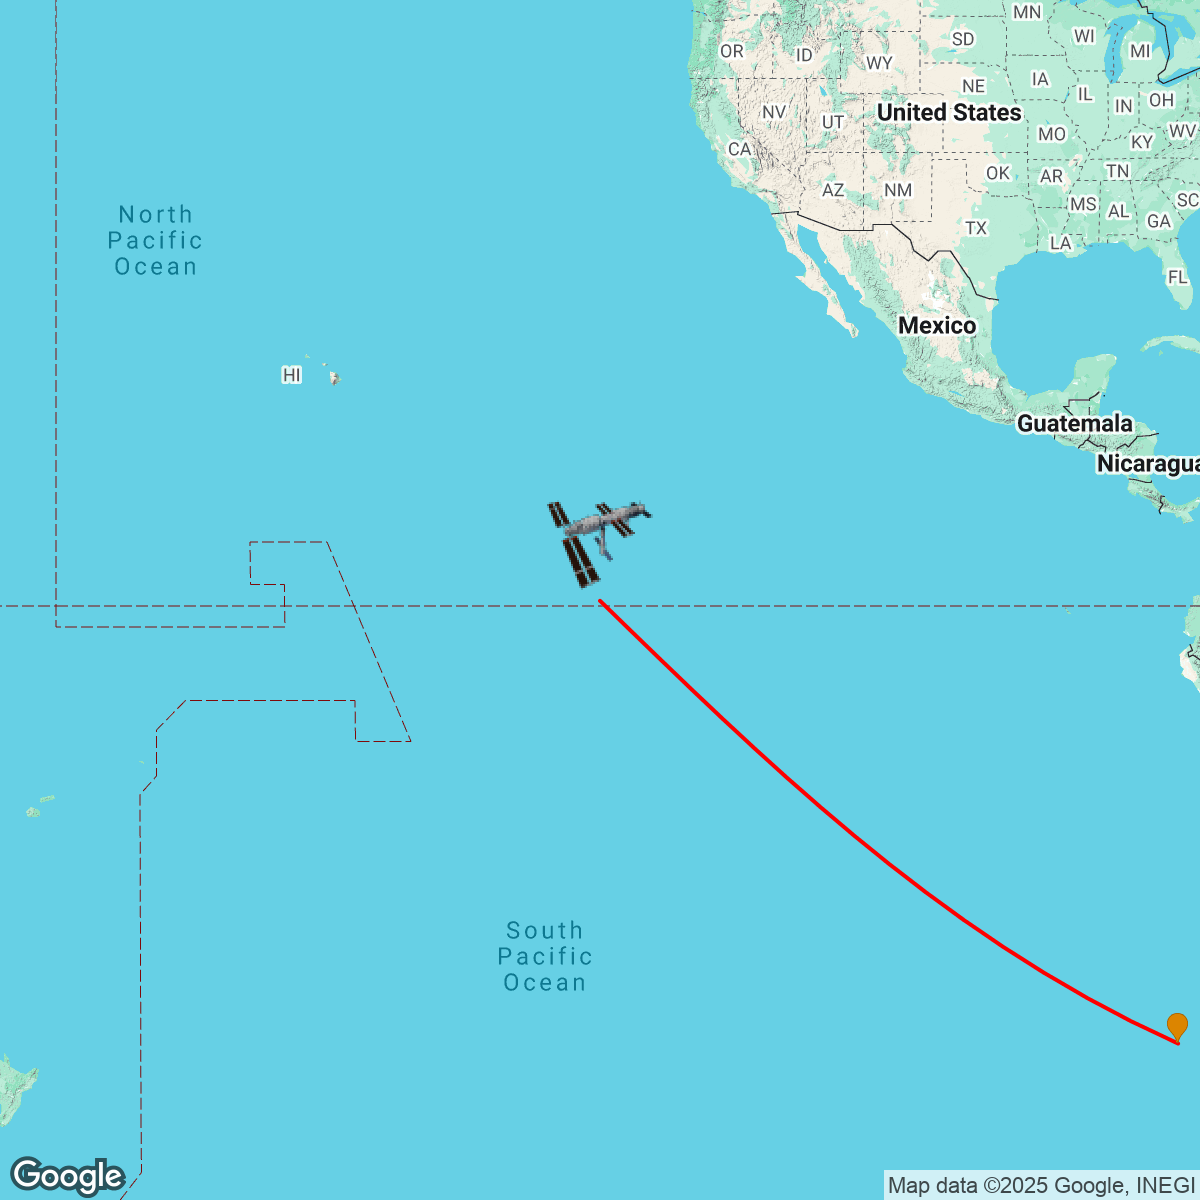 MN
OR
ID
SD
WI
MI
WY
NE
IA
NV
UT
United States
IL
IN
OH
MO
KY
WV
CA
OK
AR
TN
AZ
NM
MS
AL
SC
GA
TX
LA
FL
North
Pacific
Ocean
Mexico
HI
Guatemala
Nicaragua
South
Pacific
Ocean
Google
Map data ©2025 Google, INEGI